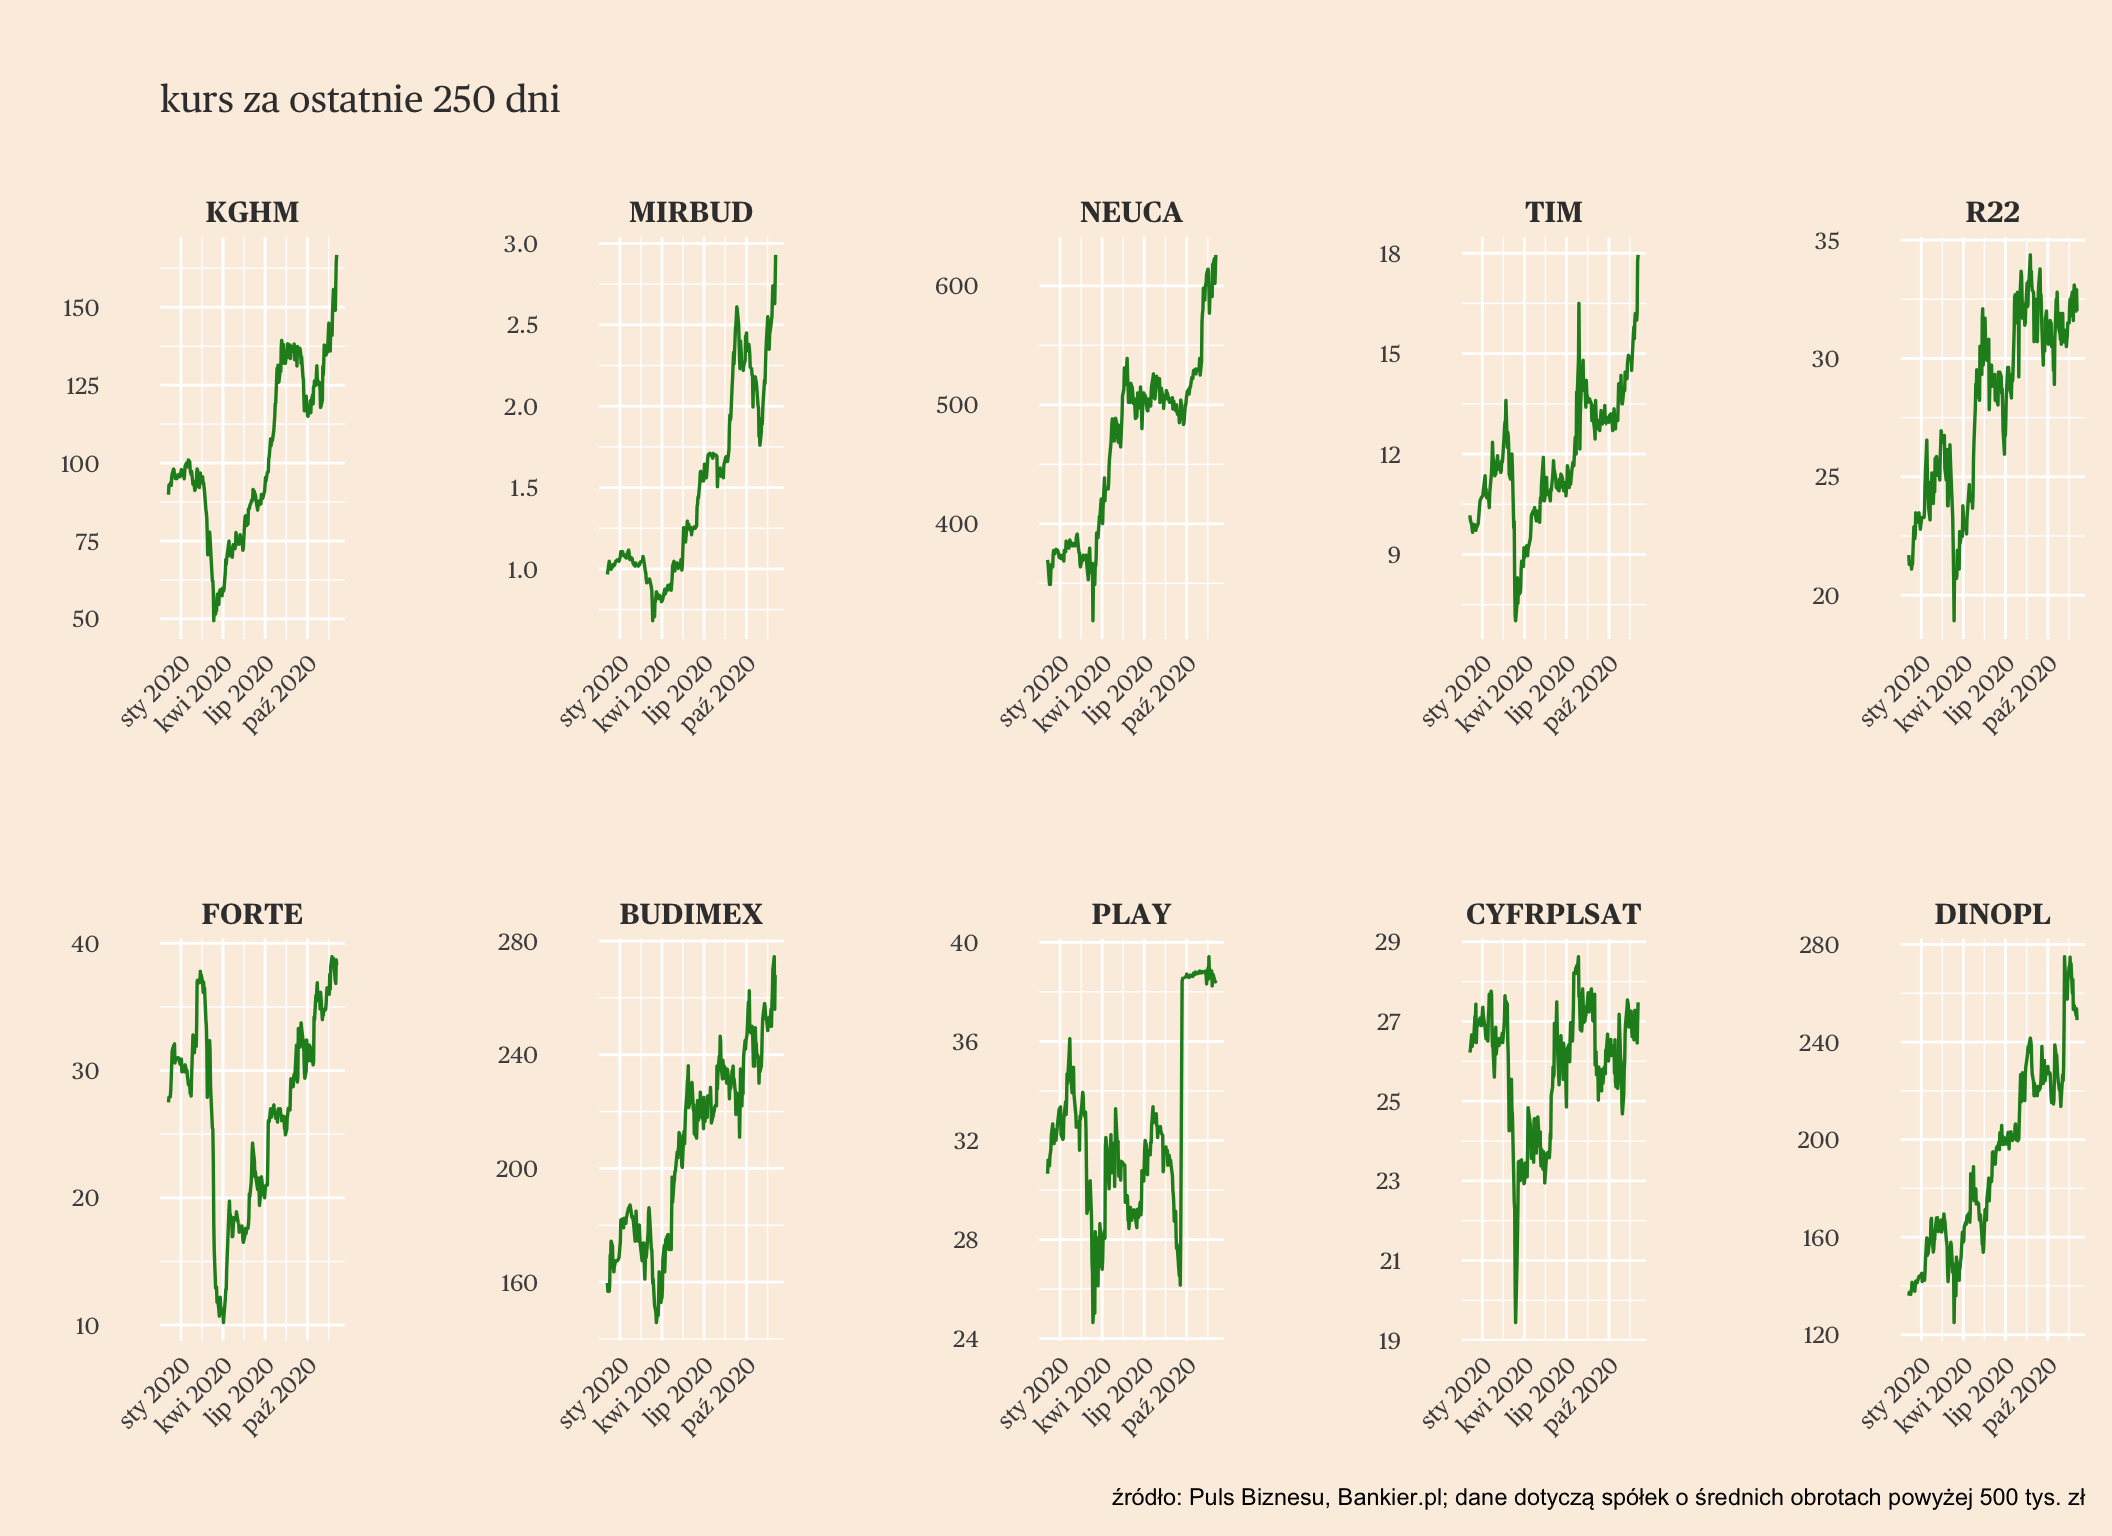 kurs za ostatnie 250 dni
KGHM
150
125
100
75
50
sty 2020
kwi 2020
lip 2020
paź 2020
MIRBUD
3.0
2.5
2.0
1.5
1.0
sty 2020
kwi 2020
lip 2020
paź 2020
NEUCA
600
500
400
sty 2020
kwi 2020
lip 2020
paź 2020
TIM
18
15
12
9
sty 2020
kwi 2020
lip 2020
paź 2020
R22
35
30
25
20
sty 2020
kwi 2020
lip 2020
paź 2020
FORTE
40
30
20
10
sty 2020
kwi 2020
lip 2020
paź 2020
BUDIMEX
280
240
200
160
sty 2020
kwi 2020
lip 2020
paź 2020
PLAY
40
36
32
28
24
sty 2020
kwi 2020
lip 2020
paź 2020
CYFRPLSAT
29
27
25
23
21
19
sty 2020
kwi 2020
lip 2020
paź 2020
DINOPL
280
240
200
160
120
sty 2020
kwi 2020
lip 2020
paź 2020
źródło: Puls Biznesu, Bankier.pl; dane dotyczą spółek o średnich obrotach powyżej 500 tys. zł